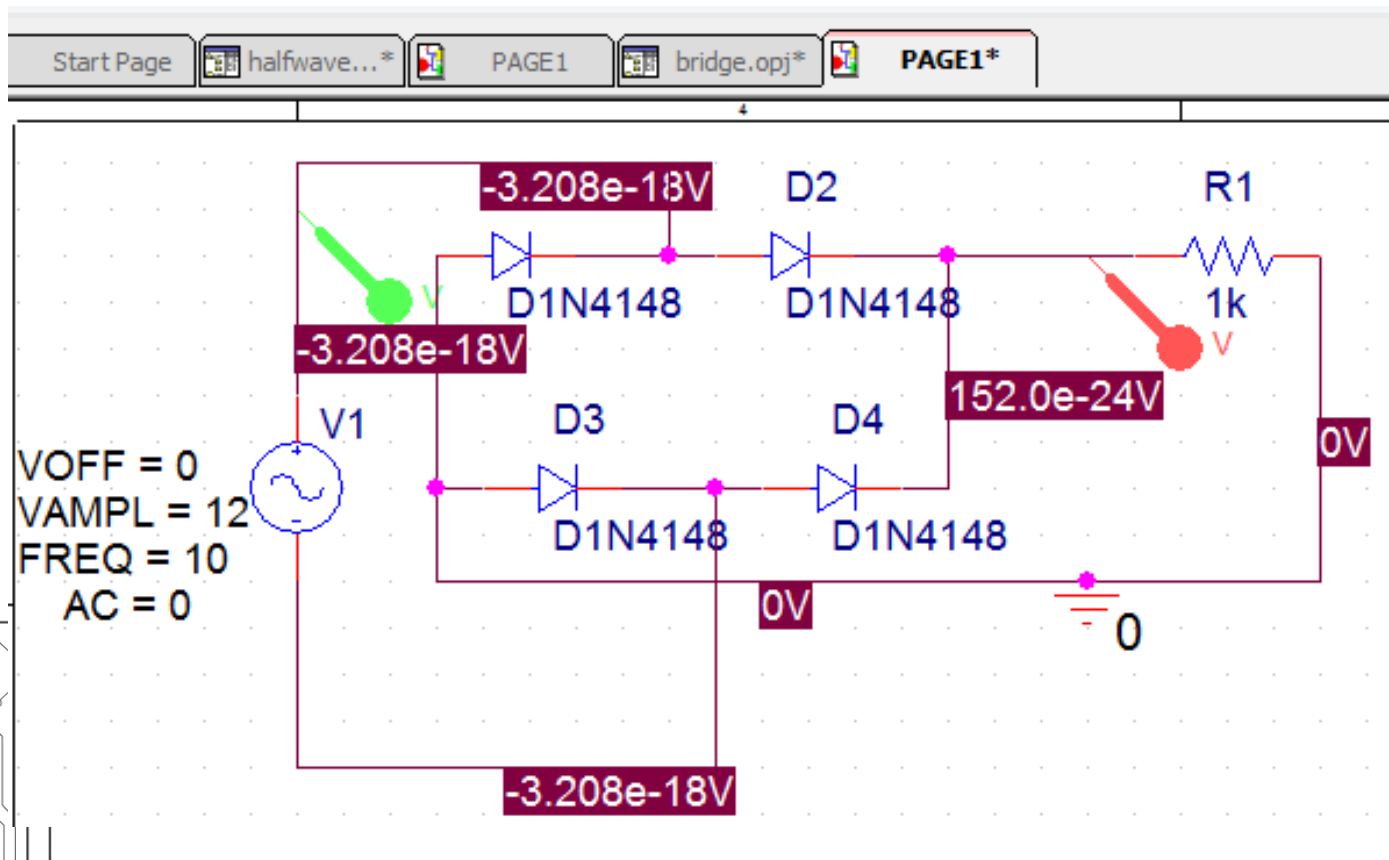 Start Page halfwave...* PAGE1 bridge.opj* PAGE1*
4
-3.208e-18V D2 R1
D1N4148 D1N4148 1k
V
V
-3.208e-18V
152.0e-24V
V1 D3 D4
0V
VOFF = 0
VAMPL = 12
FREQ = 10
AC = 0
D1N4148 D1N4148
0V
0
-3.208e-18V